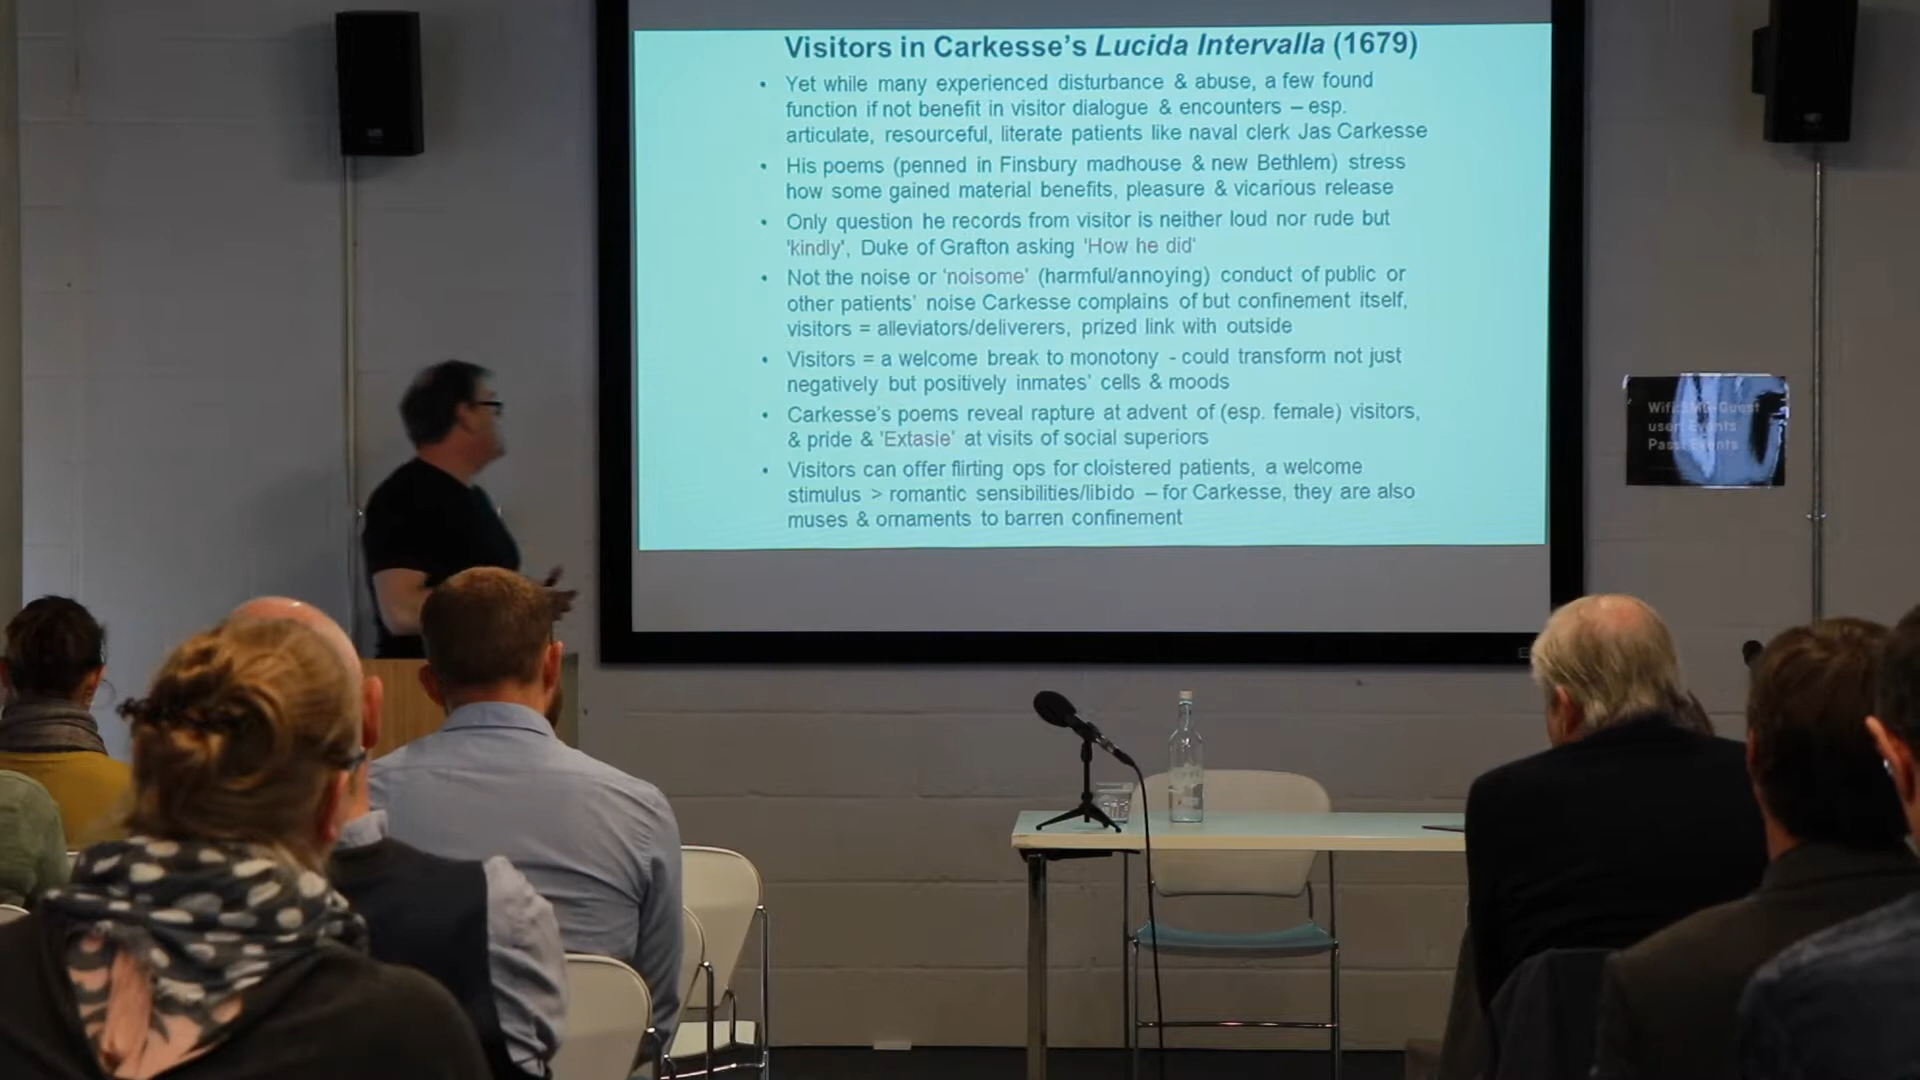 Visitors in Carkesse's Lucida Intervalla (1679)
• Yet while many experienced disturbance & abuse, a few found
function if not benefit in visitor dialogue & encounters – esp.
articulate, resourceful, literate patients like naval clerk Jas Carkesse
• His poems (penned in Finsbury madhouse & new Bethlem) stress
how some gained material benefits, pleasure & vicarious release
• Only question he records from visitor is neither loud nor rude but
'kindly', Duke of Grafton asking 'How he did'
• Not the noise or 'noisome' (harmful/annoying) conduct of public or
other patients' noise Carkesse complains of but confinement itself,
visitors = alleviators/deliverers, prized link with outside
• Visitors = a welcome break to monotony - could transform not just
negatively but positively inmates' cells & moods
• Carkesse's poems reveal rapture at advent of (esp. female) visitors,
& pride & 'Extasie' at visits of social superiors
• Visitors can offer flirting ops for cloistered patients, a welcome
stimulus > romantic sensibilities/libido – for Carkesse, they are also
muses & ornaments to barren confinement
Wifi: SMG-Guest
user: Events
Pass: Events